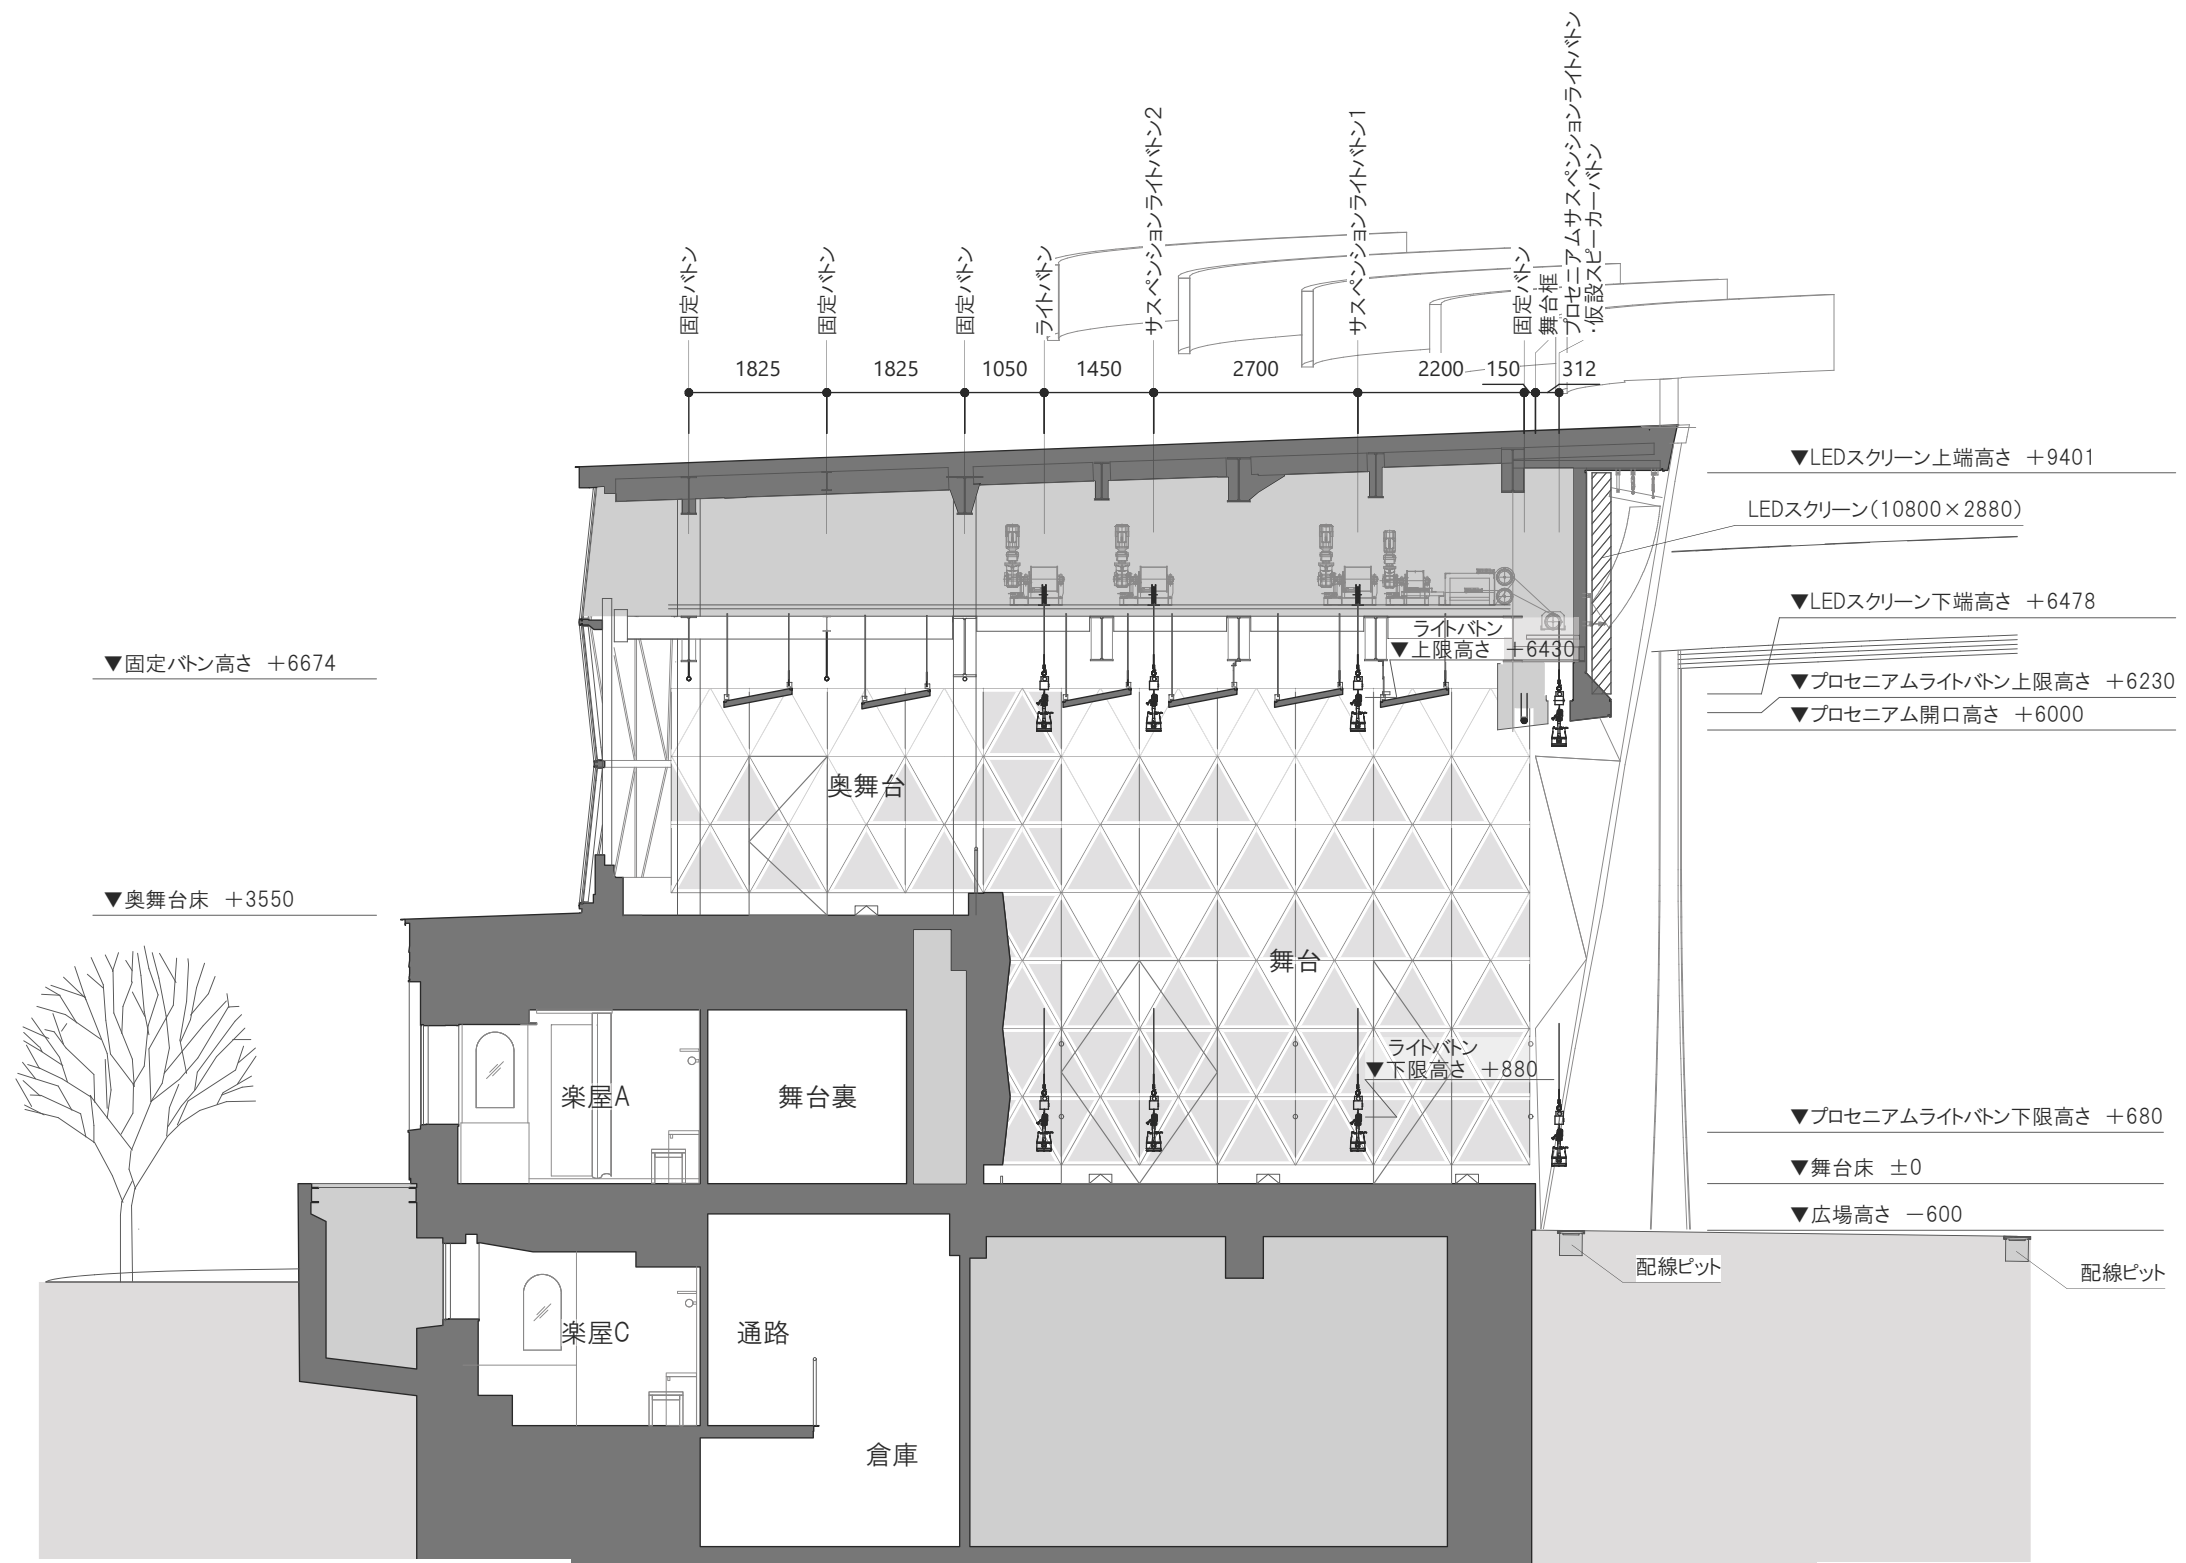 固定バトン
固定バトン
固定バトン
ライトバトン
サスペンションライトバトン2
サスペンションライトバトン1
固定バトン
舞台框
プロセニアムサスペンションライトバトン
・仮設スピーカーバトン
1825
1825
1050
1450
2700
2200
150
312
▼LEDスクリーン上端高さ +9401
LEDスクリーン(10800×2880)
▼LEDスクリーン下端高さ +6478
ライトバトン
▼上限高さ +6430
▼固定バトン高さ +6674
▼プロセニアムライトバトン上限高さ +6230
▼プロセニアム開口高さ +6000
奥舞台
▼奥舞台床 +3550
舞台
ライトバトン
▼下限高さ +880
楽屋A
舞台裏
▼プロセニアムライトバトン下限高さ +680
▼舞台床 ±0
▼広場高さ -600
配線ピット
配線ピット
楽屋C
通路
倉庫